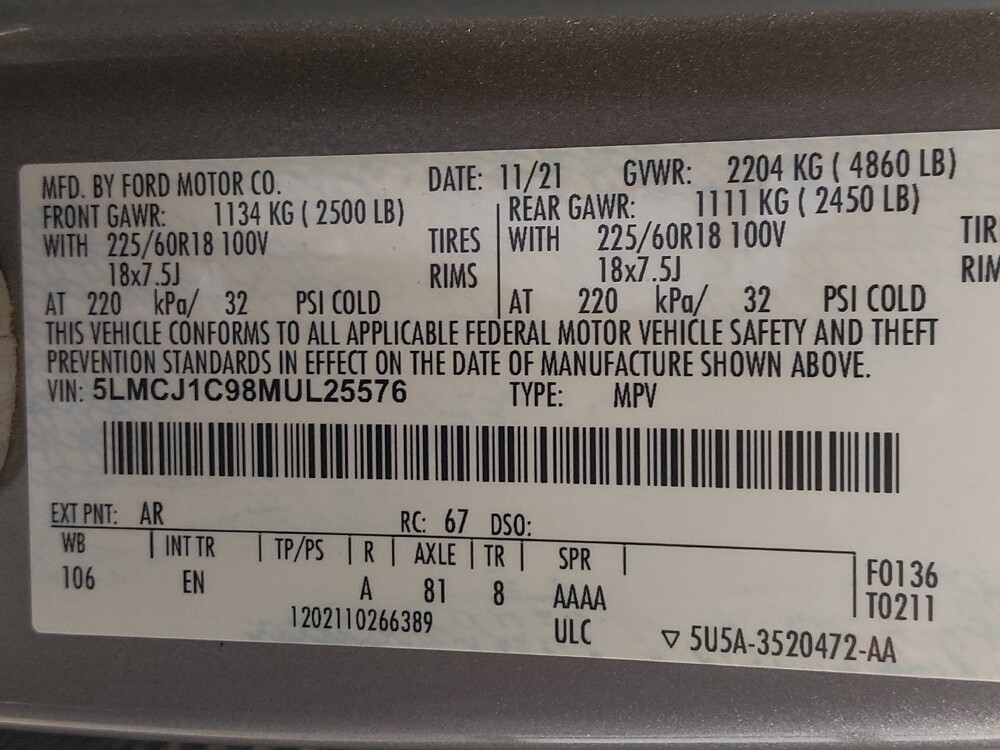 MFD. BY FORD MOTOR CO. DATE: 11/21 GVWR: 2204 KG ( 4860 LB)
FRONT GAWR: 1134 KG ( 2500 LB) REAR GAWR: 1111 KG ( 2450 LB)
WITH 225/60R18 100V TIRES WITH 225/60R18 100V TIR
18x7.5J RIMS 18x7.5J RIM
AT 220 kPa/ 32 PSI COLD AT 220 kPa/ 32 PSI COLD
THIS VEHICLE CONFORMS TO ALL APPLICABLE FEDERAL MOTOR VEHICLE SAFETY AND THEFT
PREVENTION STANDARDS IN EFFECT ON THE DATE OF MANUFACTURE SHOWN ABOVE.
VIN: 5LMCJ1C98MUL25576 TYPE: MPV
EXT PNT: AR RC: 67 DSO:
WB INT TR TP/PS R AXLE TR SPR F0136
106 EN A 81 8 AAAA T0211
1202110266389 ULC ▽ 5U5A-3520472-AA